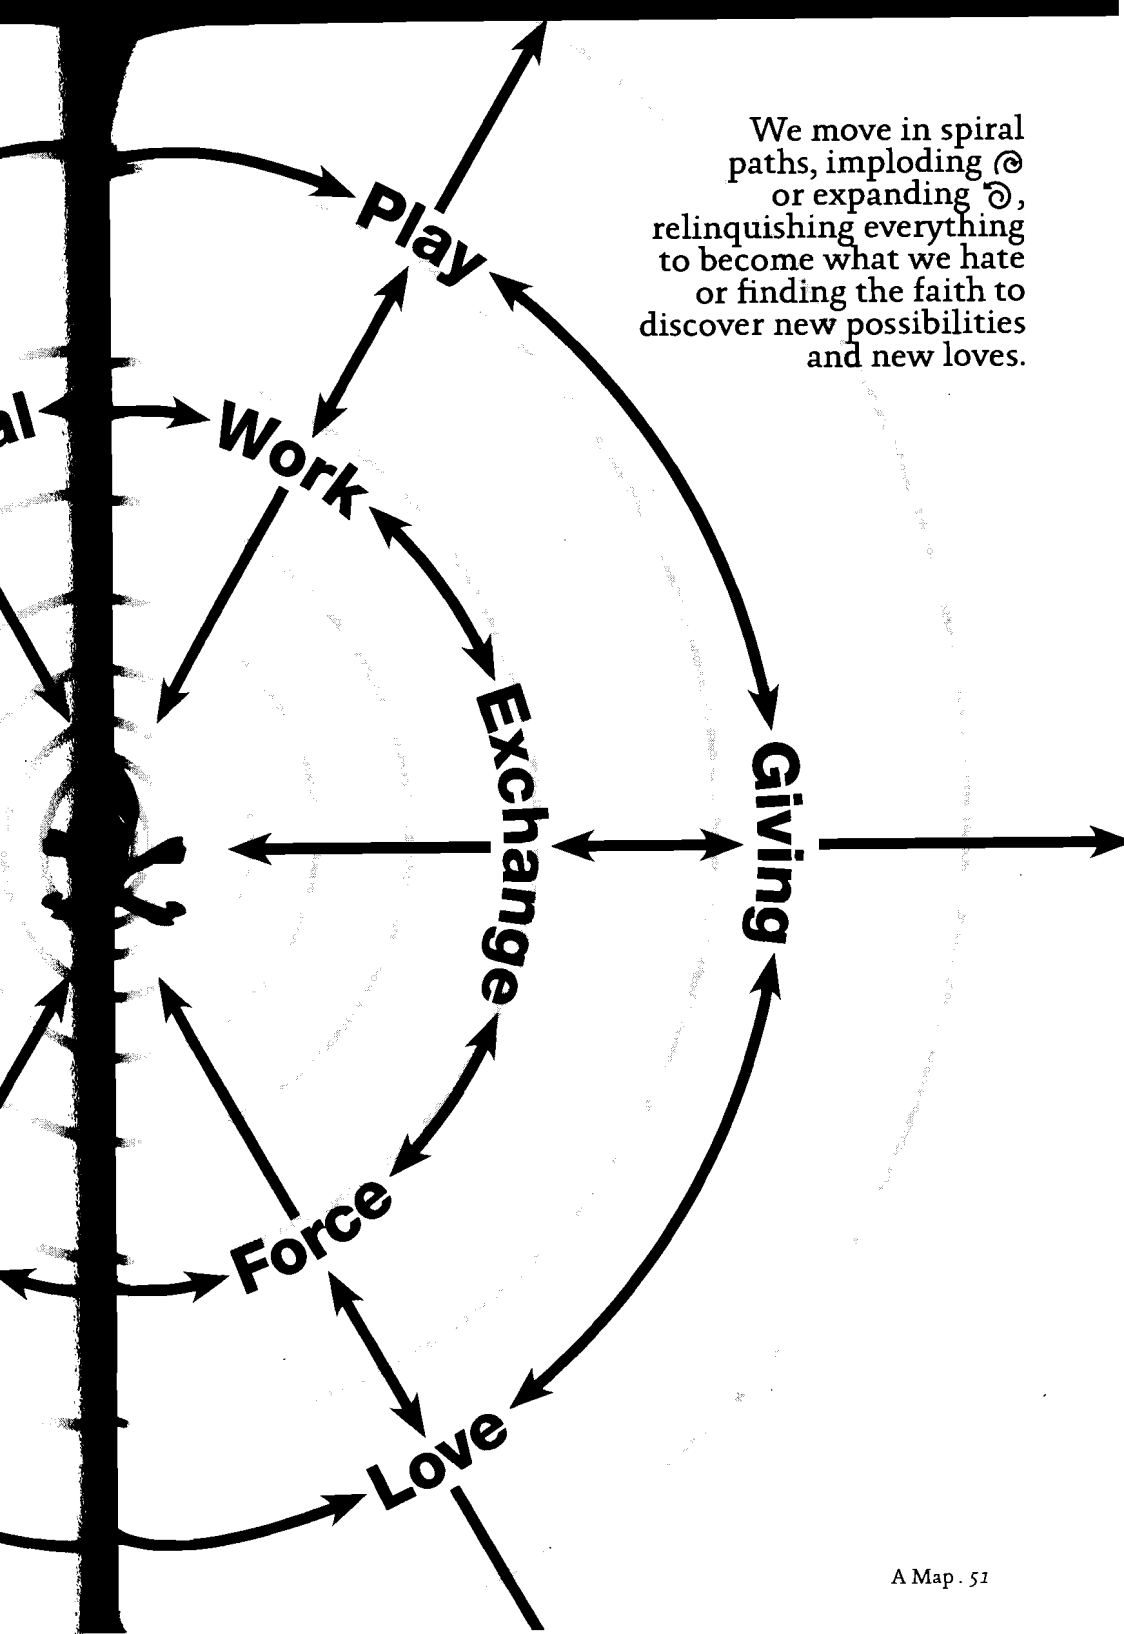 We move in spiral
paths, imploding
or expanding ,
relinquishing everything
to become what we hate
or finding the faith to
discover new possibilities
and new loves.
Play
al
Work
Exchange
Giving
Force
Love
A Map . 51